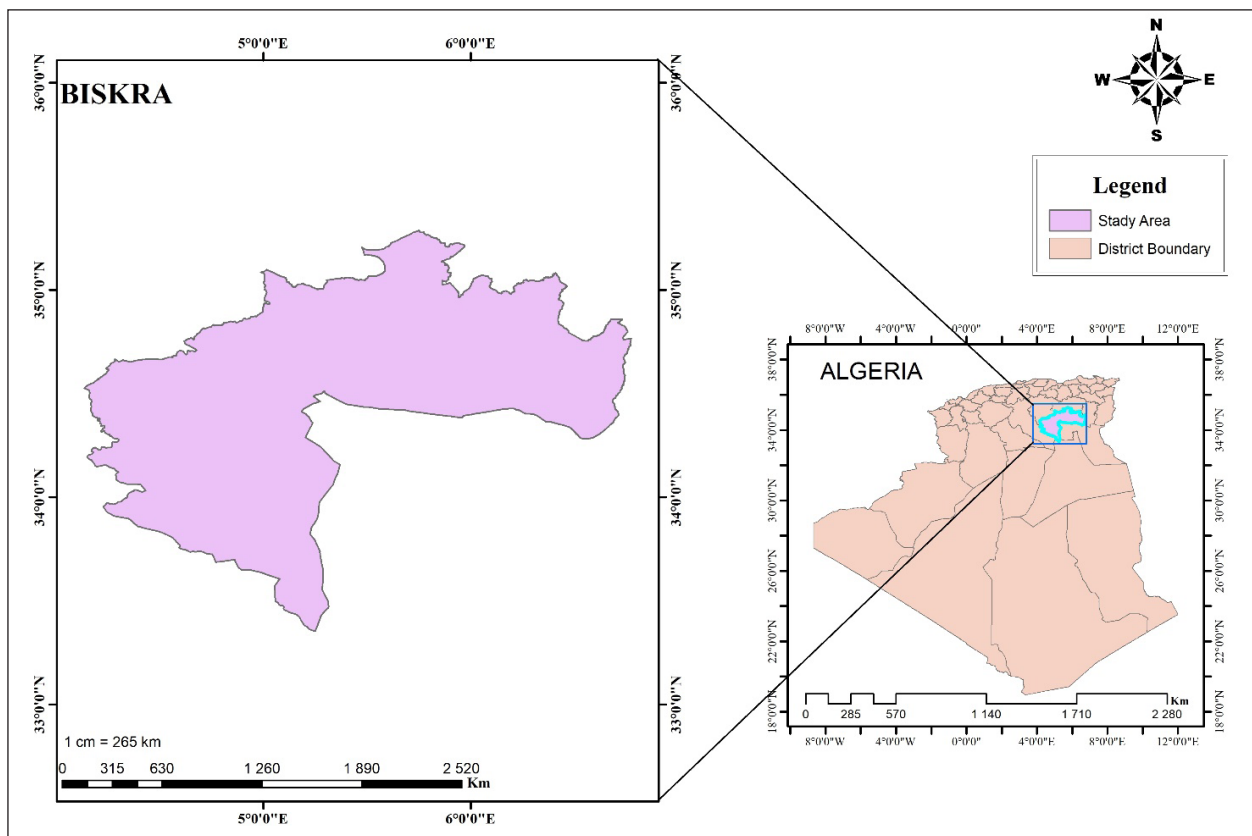 5°0'0"E 6°0'0"E
BISKRA
36°0'0"N 36°0'0"N
35°0'0"N 35°0'0"N
34°0'0"N 34°0'0"N
33°0'0"N 33°0'0"N
1 cm = 265 km
0 315 630 1 260 1 890 2 520
Km
5°0'0"E 6°0'0"E
N
W E
S
Legend
Stady Area
District Boundary
8°0'0"W 4°0'0"W 0°0'0" 4°0'0"E 8°0'0"E 12°0'0"E
ALGERIA
38°0'0"N 38°0'0"N
34°0'0"N 34°0'0"N
30°0'0"N 30°0'0"N
26°0'0"N 26°0'0"N
22°0'0"N 22°0'0"N
18°0'0"N 18°0'0"N
Km
0 285 570 1 140 1 710 2 280
8°0'0"W 4°0'0"W 0°0'0" 4°0'0"E 8°0'0"E 12°0'0"E